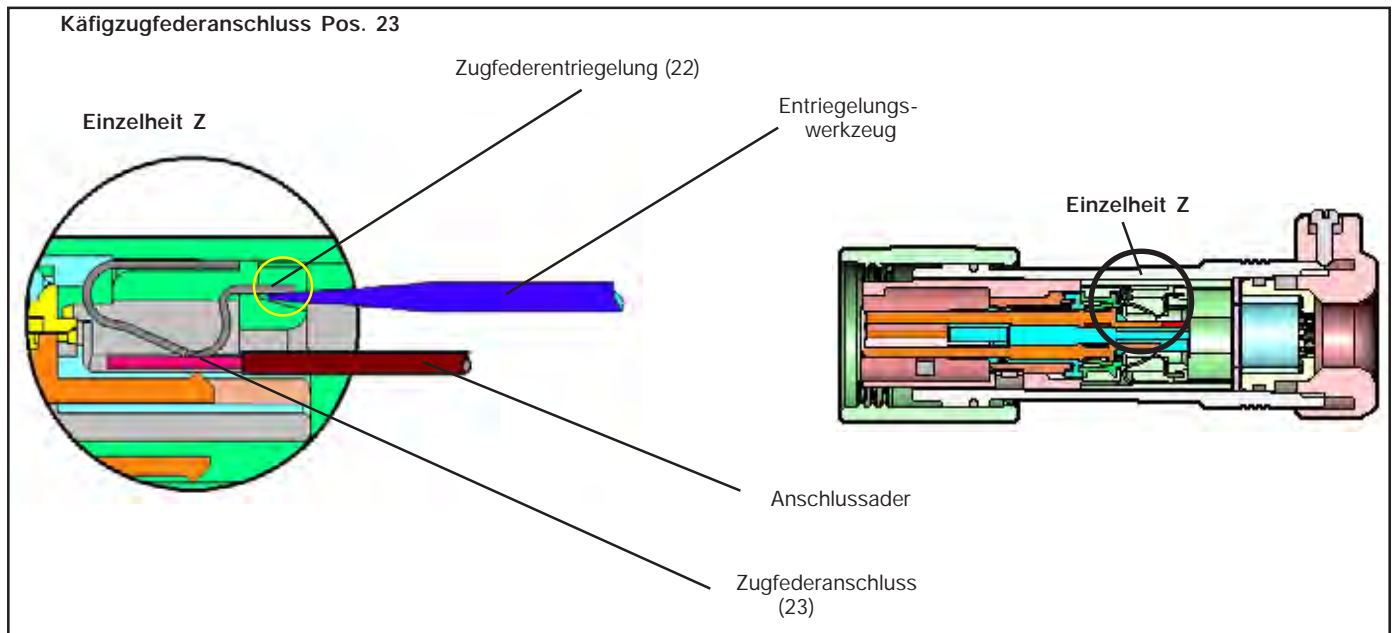 Käfigzugfederanschluss Pos. 23
Zugfederentriegelung (22)
Entriegelungs-
werkzeug
Einzelheit Z
Einzelheit Z
Anschlussader
Zugfederanschluss
(23)